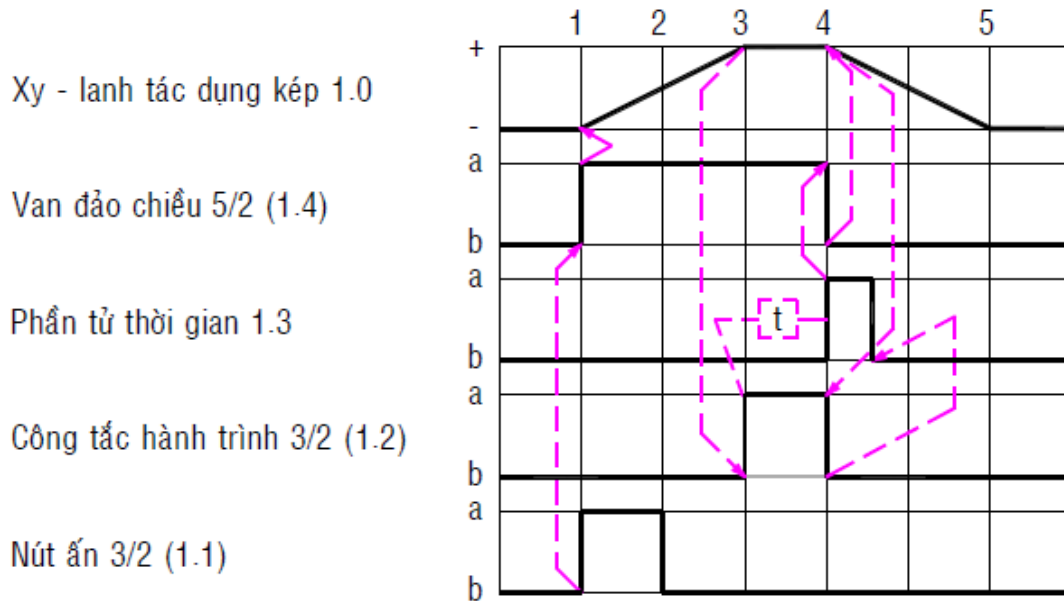 1 2 3 4 5
+
Xy - lanh tác dụng kép 1.0
-
a
Van đảo chiều 5/2 (1.4)
b
a
Phần tử thời gian 1.3
t
b
a
Công tắc hành trình 3/2 (1.2)
b
a
Nút ấn 3/2 (1.1)
b